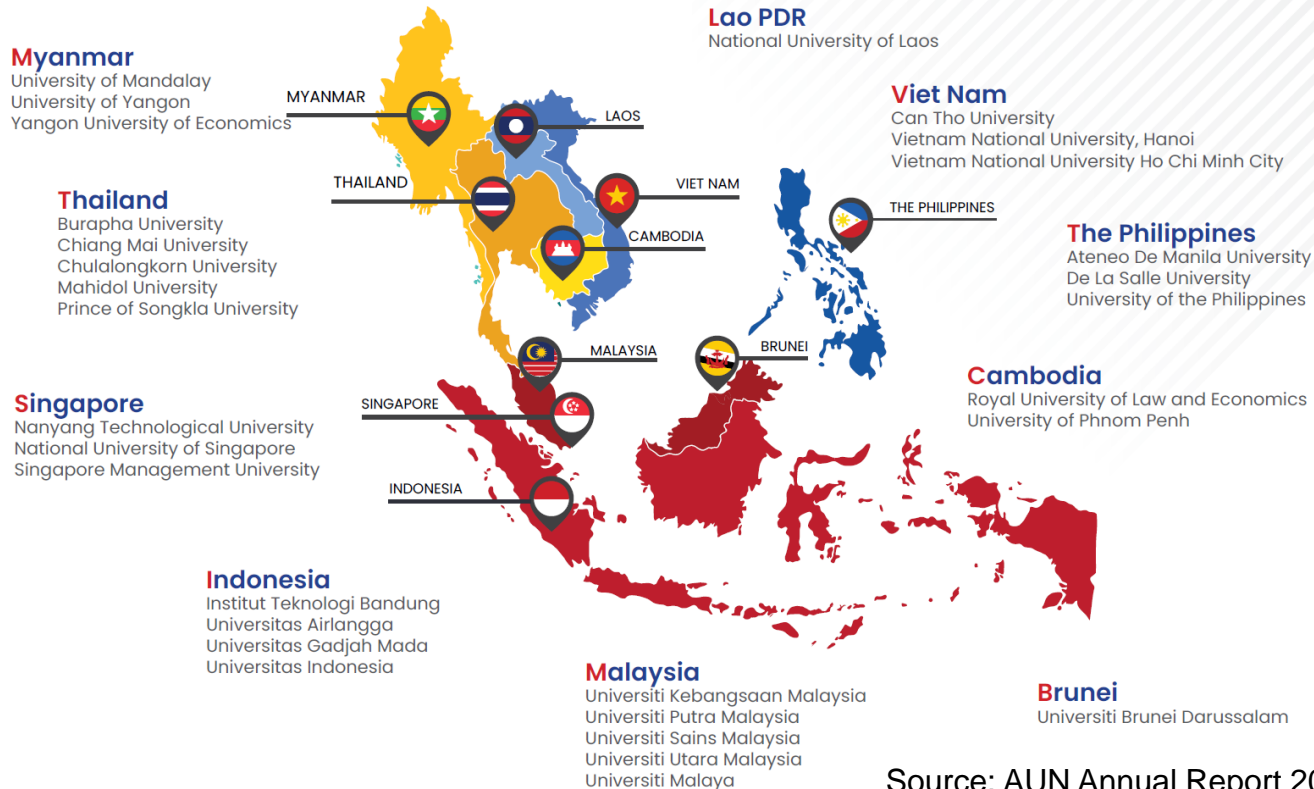 Lao PDR
National University of Laos
Myanmar
University of Mandalay
University of Yangon
Yangon University of Economics
MYANMAR
LAOS
Viet Nam
Can Tho University
Vietnam National University, Hanoi
Vietnam National University Ho Chi Minh City
THAILAND
VIET NAM
Thailand
Burapha University
Chiang Mai University
Chulalongkorn University
Mahidol University
Prince of Songkla University
CAMBODIA
THE PHILIPPINES
The Philippines
Ateneo De Manila University
De La Salle University
University of the Philippines
MALAYSIA
BRUNEI
Cambodia
Royal University of Law and Economics
University of Phnom Penh
Singapore
Nanyang Technological University
National University of Singapore
Singapore Management University
SINGAPORE
INDONESIA
Indonesia
Institut Teknologi Bandung
Universitas Airlangga
Universitas Gadjah Mada
Universitas Indonesia
Malaysia
Universiti Kebangsaan Malaysia
Universiti Putra Malaysia
Universiti Sains Malaysia
Universiti Utara Malaysia
Universiti Malaya
Brunei
Universiti Brunei Darussalam
Source: AUN Annual Report